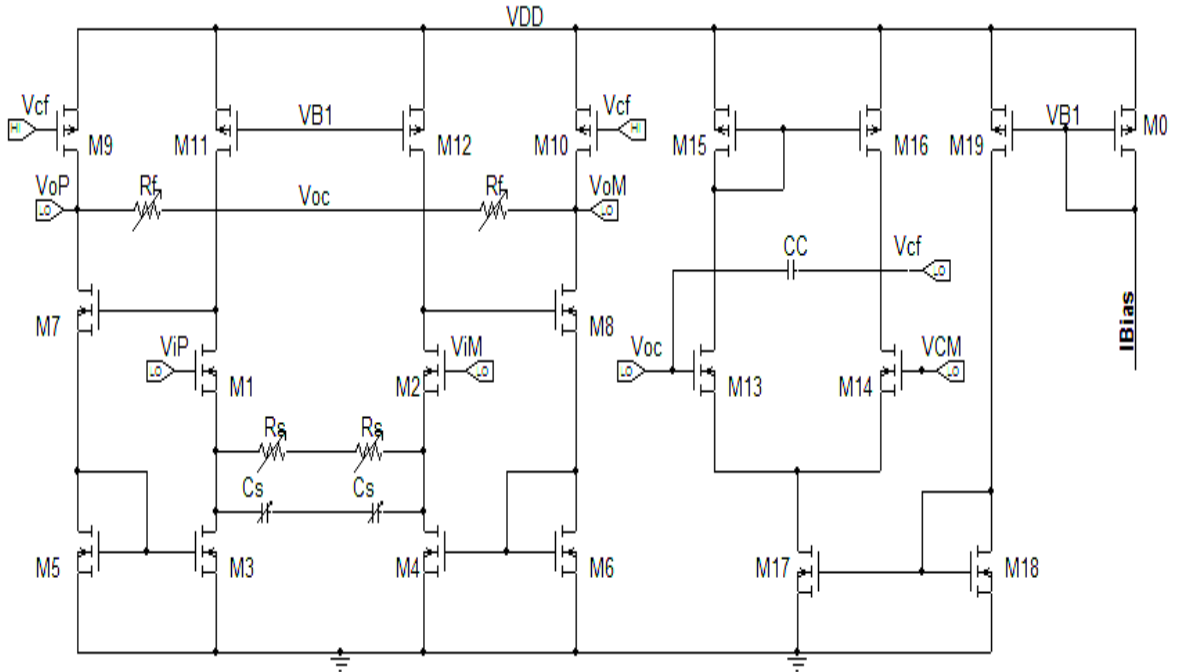 VDD
Vcf
HI
M9
M11
VB1
M12
Vcf
HI
M10
M15
M16
M19
VB1
M0
VoP
LO
Rf
Voc
Rf
VoM
LO
CC
Vcf
LO
M7
M8
IBias
ViP
LO
M1
ViM
LO
M2
Voc
LO
M13
VCM
LO
M14
Rs
Rs
Cs
Cs
M5
M3
M4
M6
M17
M18